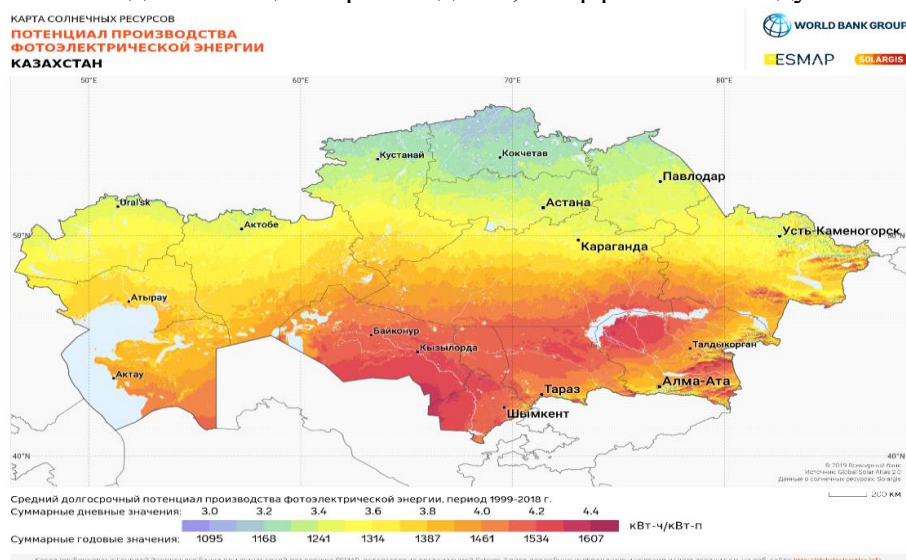 КАРТА СОЛНЕЧНЫХ РЕСУРСОВ
ПОТЕНЦИАЛ ПРОИЗВОДСТВА
ФОТОЭЛЕКТРИЧЕСКОЙ ЭНЕРГИИ
КАЗАХСТАН
WORLD BANK GROUP
ESMAP SOLARGIS
50°E 60°E 70°E 80°E
Кустанай
Кокчетав
Павлодар
Ural'sk
Астана
Актобе
50°N
Усть-Каменогорск
Караганда
Атырау
Байконур
Кызылорда
Талдыкорган
Актау
Тараз
Алма-Ата
Шымкент
40°N 40°N
© 2019 Всемирный банк
Источник: Global Solar Atlas 2.0
Данные о солнечных ресурсах: Solargis
200 км
Средний долгосрочный потенциал производства фотоэлектрической энергии, период 1999-2018 г.
Суммарные дневные значения: 3.0 3.2 3.4 3.6 3.8 4.0 4.2 4.4
кВт-ч/кВт-п
Суммарные годовые значения: 1095 1168 1241 1314 1387 1461 1534 1607